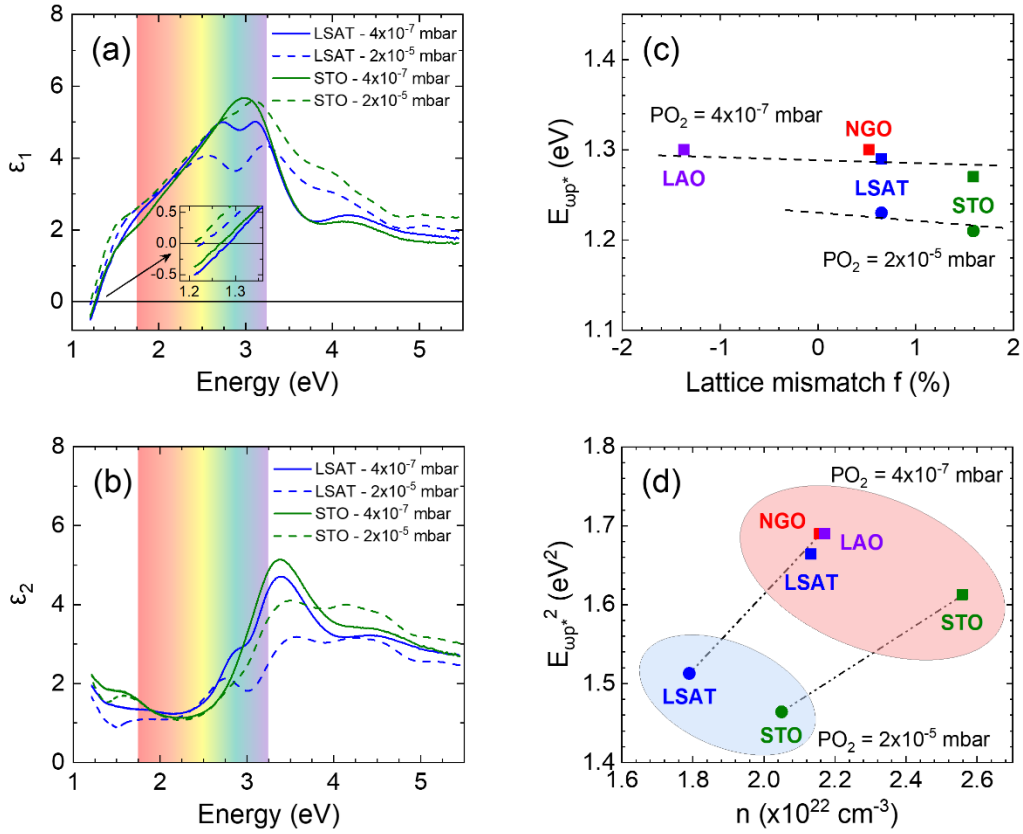 (a)
LSAT - 4x10⁻⁷ mbar
LSAT - 2x10⁻⁵ mbar
STO - 4x10⁻⁷ mbar
STO - 2x10⁻⁵ mbar
8
6
4
2
0
ε₁
0.5
0.0
-0.5
1.2 1.3
1 2 3 4 5
Energy (eV)
(c)
1.4
1.3
1.2
1.1
E_ωp* (eV)
PO₂ = 4x10⁻⁷ mbar
NGO
LAO
LSAT
STO
PO₂ = 2x10⁻⁵ mbar
-2 -1 0 1 2
Lattice mismatch f (%)
(b)
LSAT - 4x10⁻⁷ mbar
LSAT - 2x10⁻⁵ mbar
STO - 4x10⁻⁷ mbar
STO - 2x10⁻⁵ mbar
8
6
4
2
0
ε₂
1 2 3 4 5
Energy (eV)
(d)
1.8
1.7
1.6
1.5
1.4
E_ωp*² (eV²)
PO₂ = 4x10⁻⁷ mbar
NGO
LAO
LSAT
STO
LSAT
STO
PO₂ = 2x10⁻⁵ mbar
1.6 1.8 2.0 2.2 2.4 2.6
n (x10²² cm⁻³)